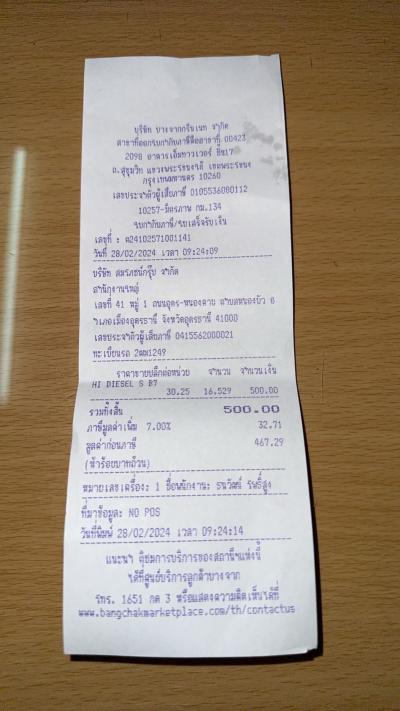 บริษัท บางจากกรีนเนท จำกัด
สาขาที่ออกใบกำกับภาษีคือสาขาที่ 00423
2098 อาคารเอ็มทาวเวอร์ ชั้น17
ถ.สุขุมวิท แขวงพระโขนงใต้ เขตพระโขนง
กรุงเทพมหานคร 10260
เลขประจำตัวผู้เสียภาษี 0105536080112
10257-มิตรภาพ กม.134
ใบกำกับภาษี/ใบเสร็จรับเงิน
เลขที่ : 024102571001141
วันที่ 28/02/2024 เวลา 09:24:09
บริษัท สมรภชน์กรุ๊ป จำกัด
สำนักงานใหญ่
เลขที่ 41 หมู่ 1 ถนนอุดร-หนองคาย ตำบลหนองบัว อ
ำเภอเมืองอุดรธานี จังหวัดอุดรธานี 41000
เลขประจำตัวผู้เสียภาษี 0415562000021
ทะเบียนรถ 2ฒฒ1249
ราคาขายปลีกต่อหน่วย จำนวน จำนวนเงิน
HI DIESEL S B7
30.25 16.529 500.00
รวมทั้งสิ้น 500.00
ภาษีมูลค่าเพิ่ม 7.00% 32.71
มูลค่าก่อนภาษี 467.29
(ห้าร้อยบาทถ้วน)
หมายเลขเครื่อง: 1 ชื่อพนักงาน: ธนวัฒน์
ที่มาข้อมูล: NO POS
วันที่พิมพ์ 28/02/2024 เวลา 09:24:14
แนะนำ ติชมการบริการของสถานีฯแห่งนี้
ได้ที่ศูนย์บริการลูกค้าบางจาก
โทร. 1651 กด 3 หรือแสดงความคิดเห็นได้ที่
www.bangchakmarketplace.com/th/contactus